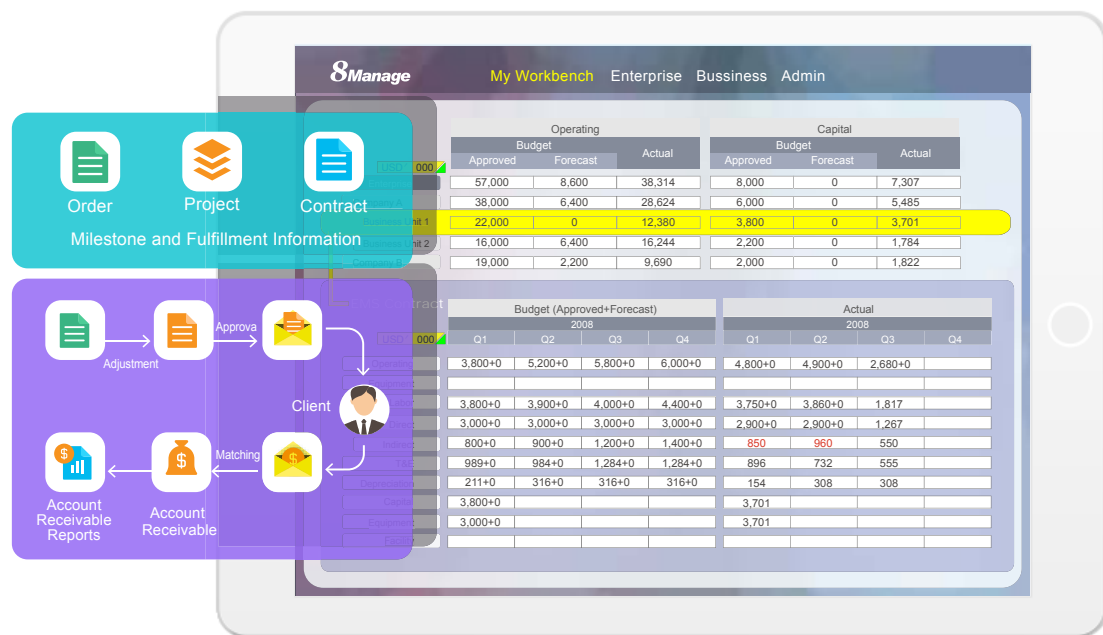 8Manage
My Workbench Enterprise Bussiness Admin
Operating Capital
Budget Actual Budget Actual
Approved Forecast Approved Forecast
USD 000
57,000 8,600 38,314 8,000 0 7,307
Company A 38,000 6,400 28,624 6,000 0 5,485
Business Unit 1 22,000 0 12,380 3,800 0 3,701
Business Unit 2 16,000 6,400 16,244 2,200 0 1,784
Company B 19,000 2,200 9,690 2,000 0 1,822
Order
Project
Contract
Milestone and Fulfillment Information
Contract
Budget (Approved+Forecast) Actual
2008 2008
USD 000 Q1 Q2 Q3 Q4 Q1 Q2 Q3 Q4
Operating 3,800+0 5,200+0 5,800+0 6,000+0 4,800+0 4,900+0 2,680+0
Labor 3,800+0 3,900+0 4,000+0 4,400+0 3,750+0 3,860+0 1,817
Direct 3,000+0 3,000+0 3,000+0 3,000+0 2,900+0 2,900+0 1,267
Indirect 800+0 900+0 1,200+0 1,400+0 850 960 550
T&E 989+0 984+0 1,284+0 1,284+0 896 732 555
Depreciation 211+0 316+0 316+0 316+0 154 308 308
Capital 3,800+0 3,701
Equipment 3,000+0 3,701
Facility
Adjustment
Approva
Client
Matching
Account
Receivable
Account
Receivable
Reports